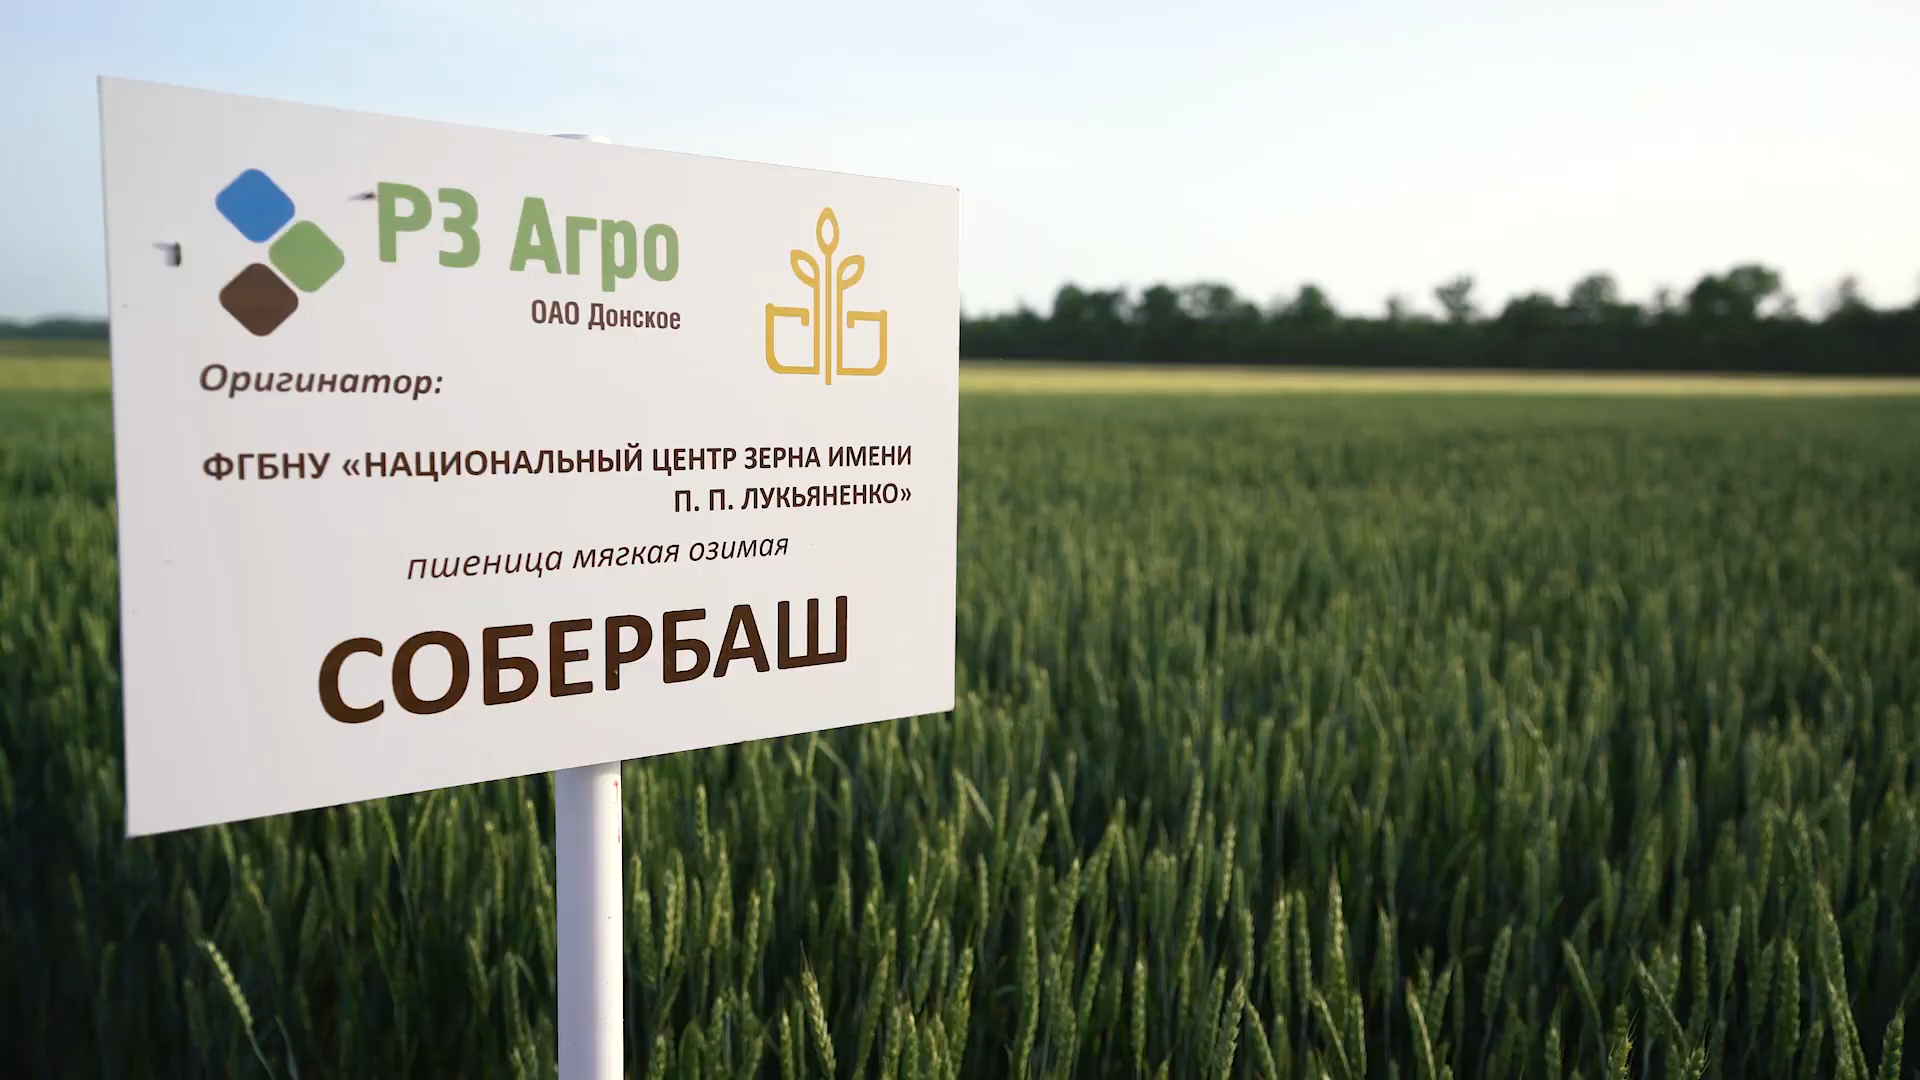 РЗ Агро
ОАО Донское
Оригинатор:
ФГБНУ «НАЦИОНАЛЬНЫЙ ЦЕНТР ЗЕРНА ИМЕНИ
П. П. ЛУКЬЯНЕНКО»
пшеница мягкая озимая
СОБЕРБАШ